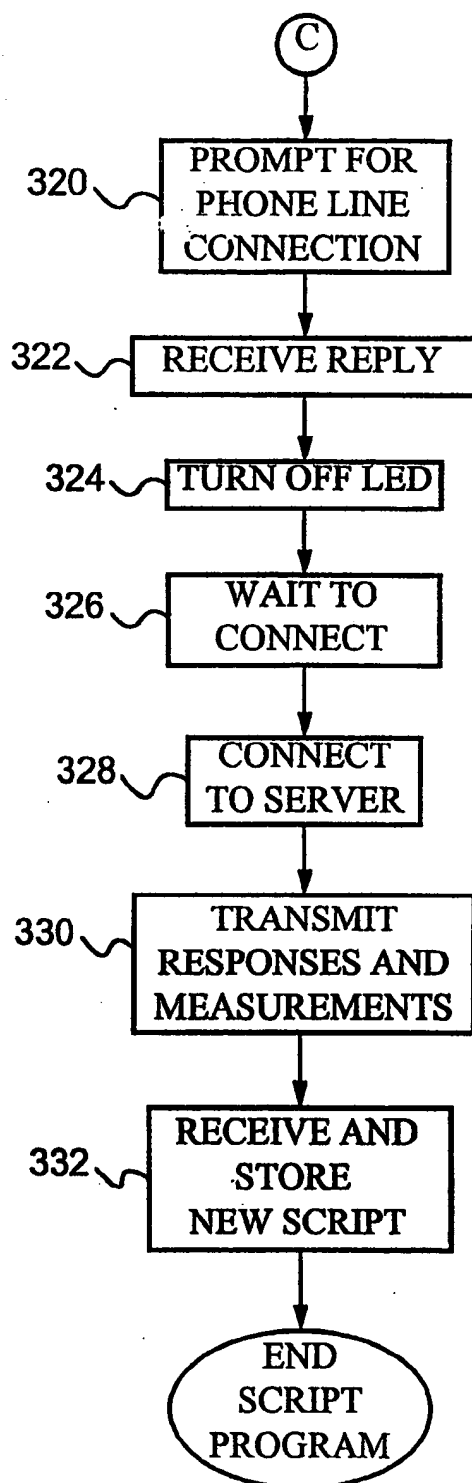 C
320
PROMPT FOR
PHONE LINE
CONNECTION
322
RECEIVE REPLY
324
TURN OFF LED
326
WAIT TO
CONNECT
328
CONNECT
TO SERVER
330
TRANSMIT
RESPONSES AND
MEASUREMENTS
332
RECEIVE AND
STORE
NEW SCRIPT
END
SCRIPT
PROGRAM